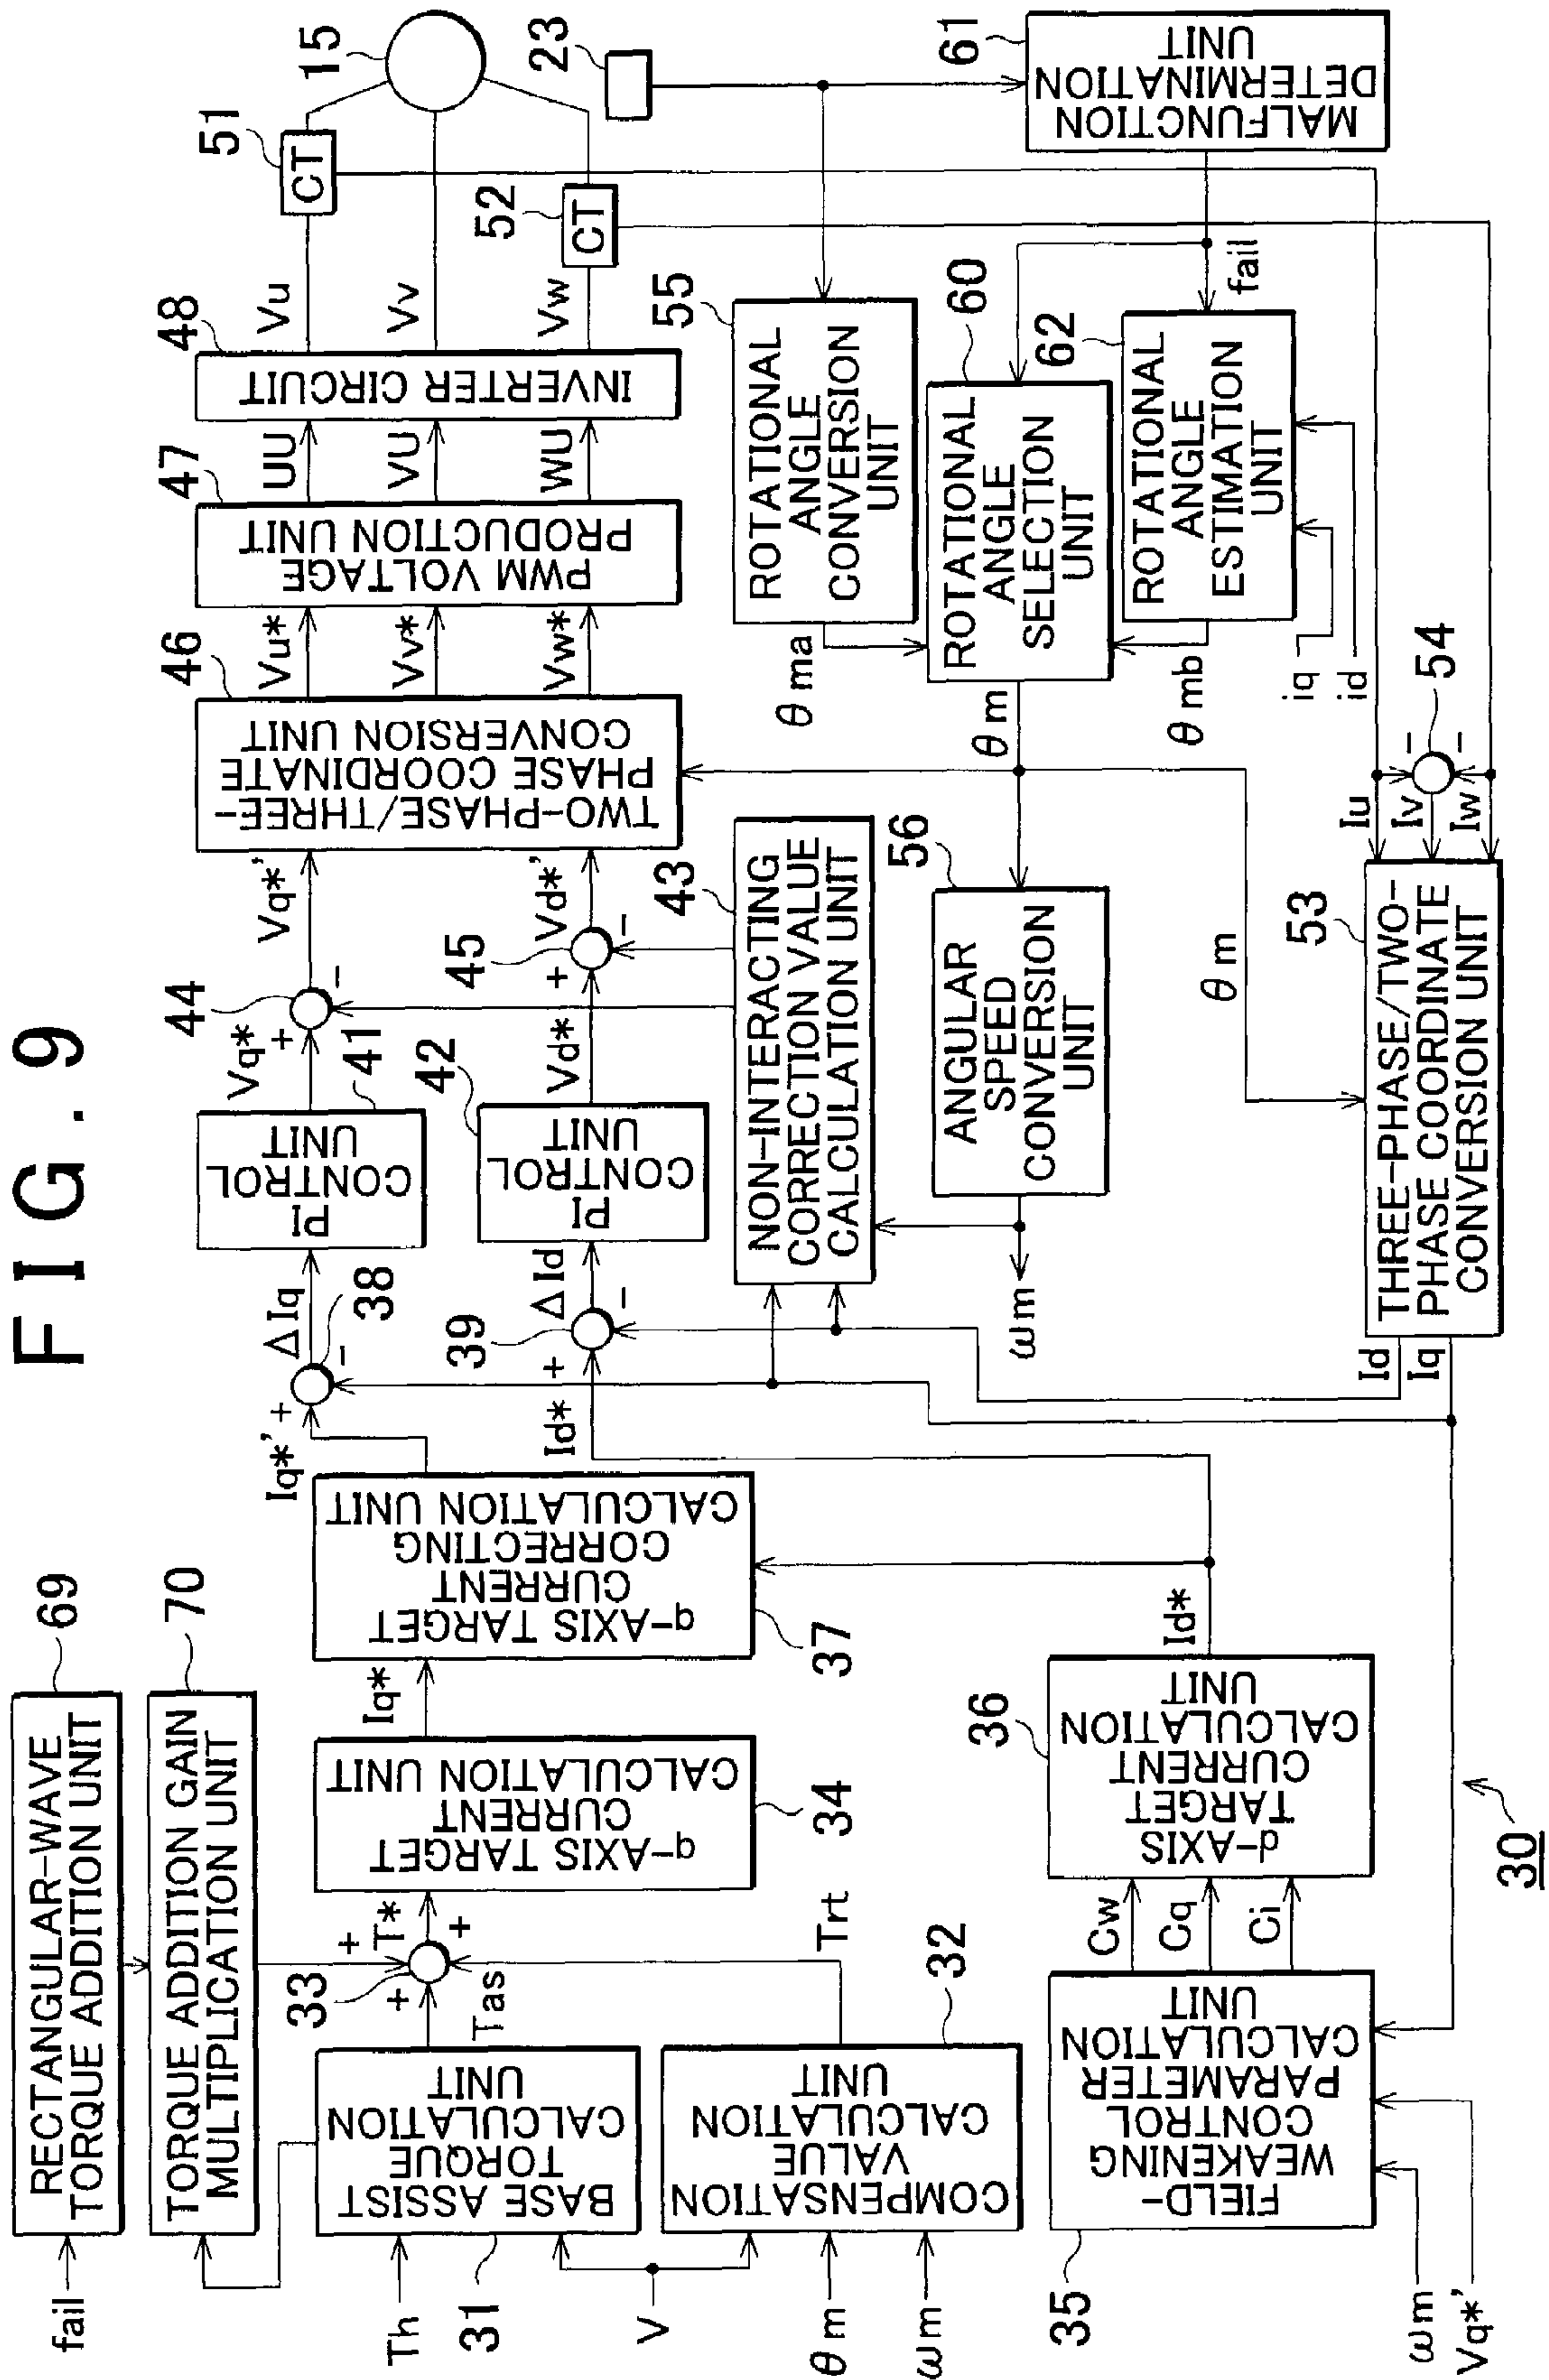 FIG. 9
RECTANGULAR-WAVE
TORQUE ADDITION UNIT
69
fail
TORQUE ADDITION GAIN
MULTIPLICATION UNIT
70
BASE ASSIST
TORQUE
CALCULATION
UNIT
31
Th
V
Tas
33
+
+
+
T*
COMPENSATION
VALUE
CALCULATION
UNIT
32
θm
ωm
Trt
q-AXIS TARGET
CURRENT
CALCULATION UNIT
34
Iq*
q-AXIS TARGET
CURRENT
CORRECTING
CALCULATION UNIT
37
Iq*'
+
-
38
ΔIq
PI
CONTROL
UNIT
41
Vq*
+
-
44
Vq*'
FIELD-
WEAKENING
CONTROL
PARAMETER
CALCULATION
UNIT
35
ωm
Vq*'
Cw
Cq
Ci
d-AXIS
TARGET
CURRENT
CALCULATION
UNIT
36
Id*
30
Id*
+
-
39
ΔId
PI
CONTROL
UNIT
42
Vd*
+
-
45
Vd*'
NON-INTERACTING
CORRECTION VALUE
CALCULATION UNIT
43
TWO-PHASE/THREE-
PHASE COORDINATE
CONVERSION UNIT
46
Vu*
Vv*
Vw*
PWM VOLTAGE
PRODUCTION UNIT
47
UU
VU
WU
INVERTER CIRCUIT
48
Vu
Vv
Vw
CT
51
CT
52
15
23
ROTATIONAL
ANGLE
CONVERSION
UNIT
55
θma
ROTATIONAL
ANGLE
SELECTION
UNIT
60
θm
ROTATIONAL
ANGLE
ESTIMATION
UNIT
62
θmb
iq
id
fail
MALFUNCTION
DETERMINATION
UNIT
61
ANGULAR
SPEED
CONVERSION
UNIT
56
ωm
θm
THREE-PHASE/TWO-
PHASE COORDINATE
CONVERSION UNIT
53
Id
Iq
Iu
Iv
Iw
-
-
54